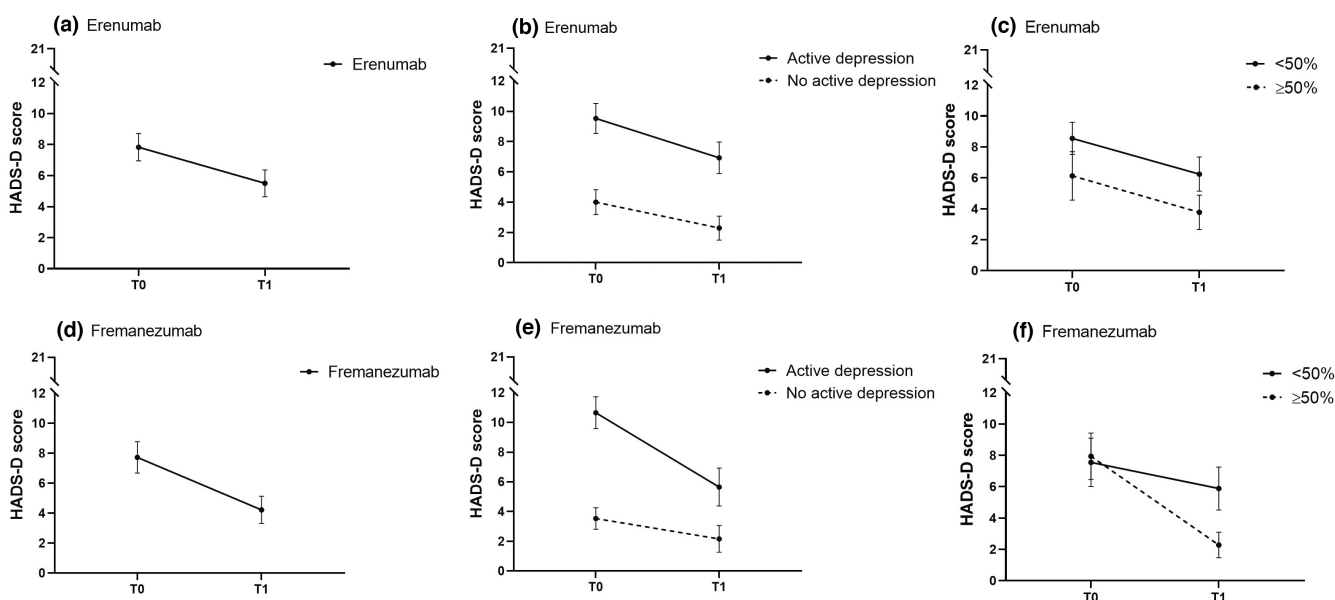 (a) Erenumab
21
12
10
8
6
4
2
0
HADS-D score
T0 T1
Erenumab
(b) Erenumab
21
12
10
8
6
4
2
0
HADS-D score
T0 T1
Active depression
No active depression
(c) Erenumab
21
12
10
8
6
4
2
0
HADS-D score
T0 T1
<50%
≥50%
(d) Fremanezumab
21
12
10
8
6
4
2
0
HADS-D score
T0 T1
Fremanezumab
(e) Fremanezumab
21
12
10
8
6
4
2
0
HADS-D score
T0 T1
Active depression
No active depression
(f) Fremanezumab
21
12
10
8
6
4
2
0
HADS-D score
T0 T1
<50%
≥50%